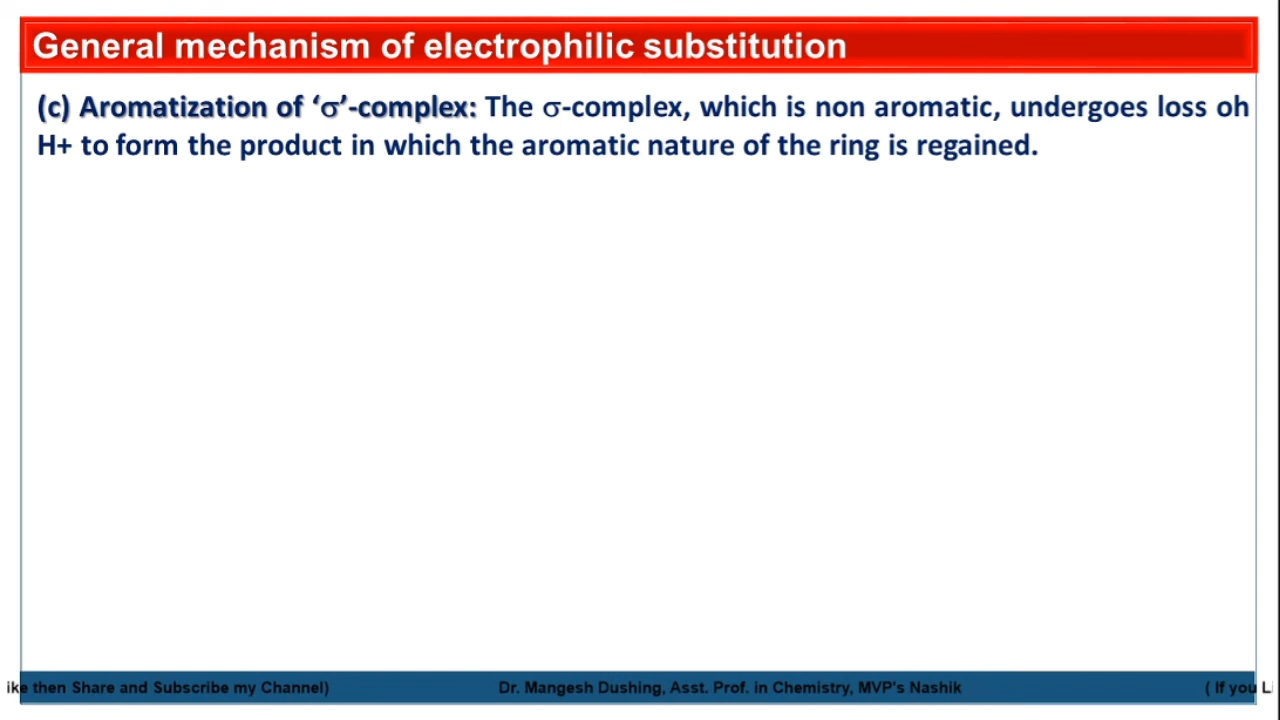 General mechanism of electrophilic substitution
(c) Aromatization of ‘σ’-complex: The σ-complex, which is non aromatic, undergoes loss oh
H+ to form the product in which the aromatic nature of the ring is regained.
ike then Share and Subscribe my Channel) Dr. Mangesh Dushing, Asst. Prof. in Chemistry, MVP's Nashik ( If you Li